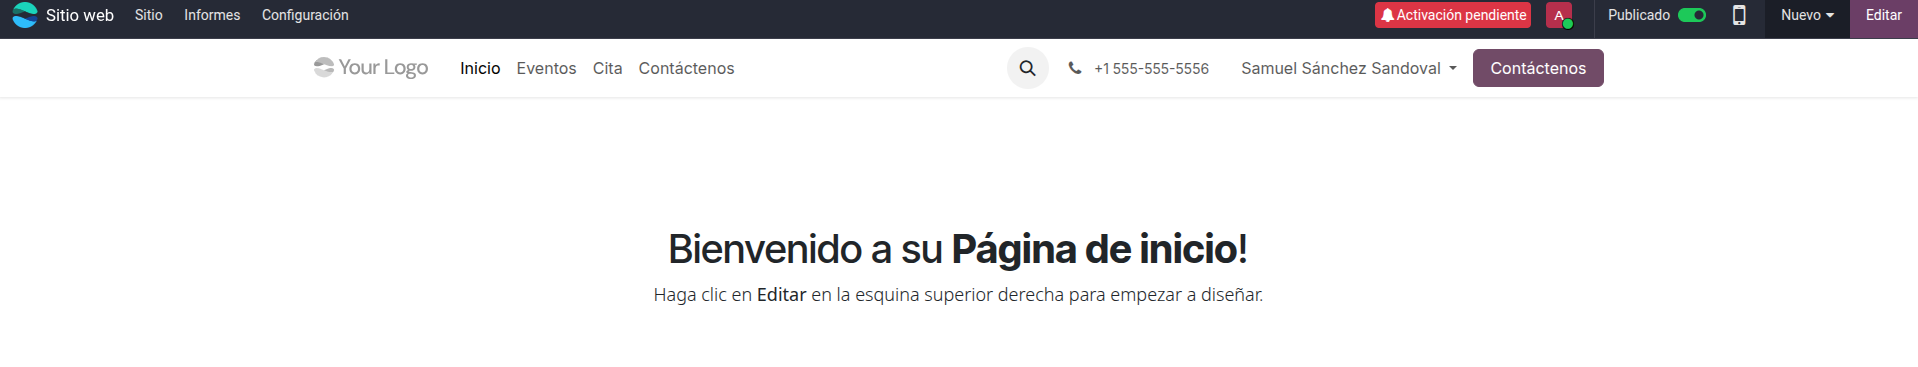 Sitio web Sitio Informes Configuración Activación pendiente A Publicado Nuevo Editar
Your Logo Inicio Eventos Cita Contáctenos +1 555-555-5556 Samuel Sánchez Sandoval Contáctenos
Bienvenido a su Página de inicio!
Haga clic en Editar en la esquina superior derecha para empezar a diseñar.